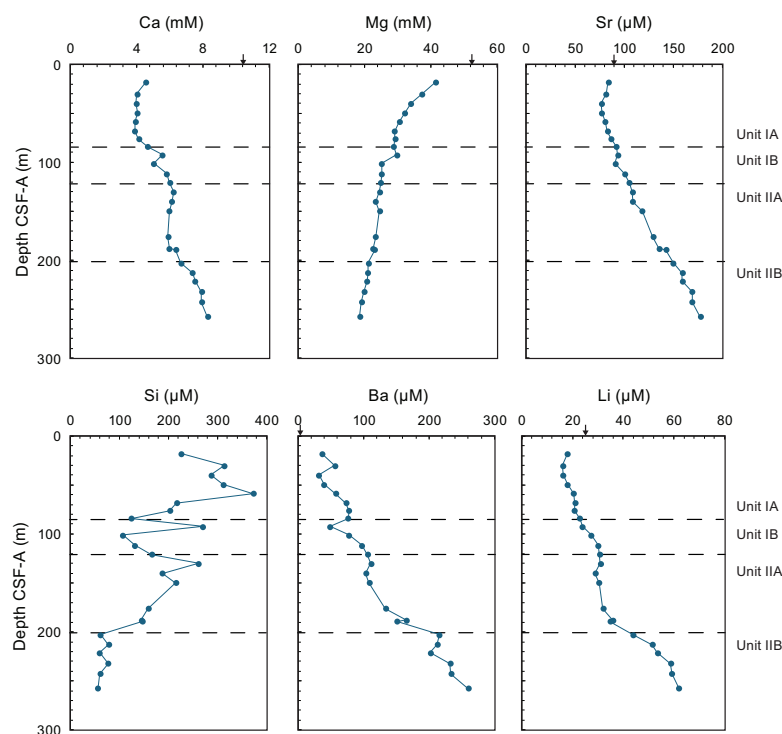 Ca (mM)
Mg (mM)
Sr (µM)
0 4 8 12
0 20 40 60
0 50 100 150 200
0
100
200
300
Depth CSF-A (m)
Unit IA
Unit IB
Unit IIA
Unit IIB
Si (µM)
Ba (µM)
Li (µM)
0 100 200 300 400
0 100 200 300
0 20 40 60 80
0
100
200
300
Depth CSF-A (m)
Unit IA
Unit IB
Unit IIA
Unit IIB